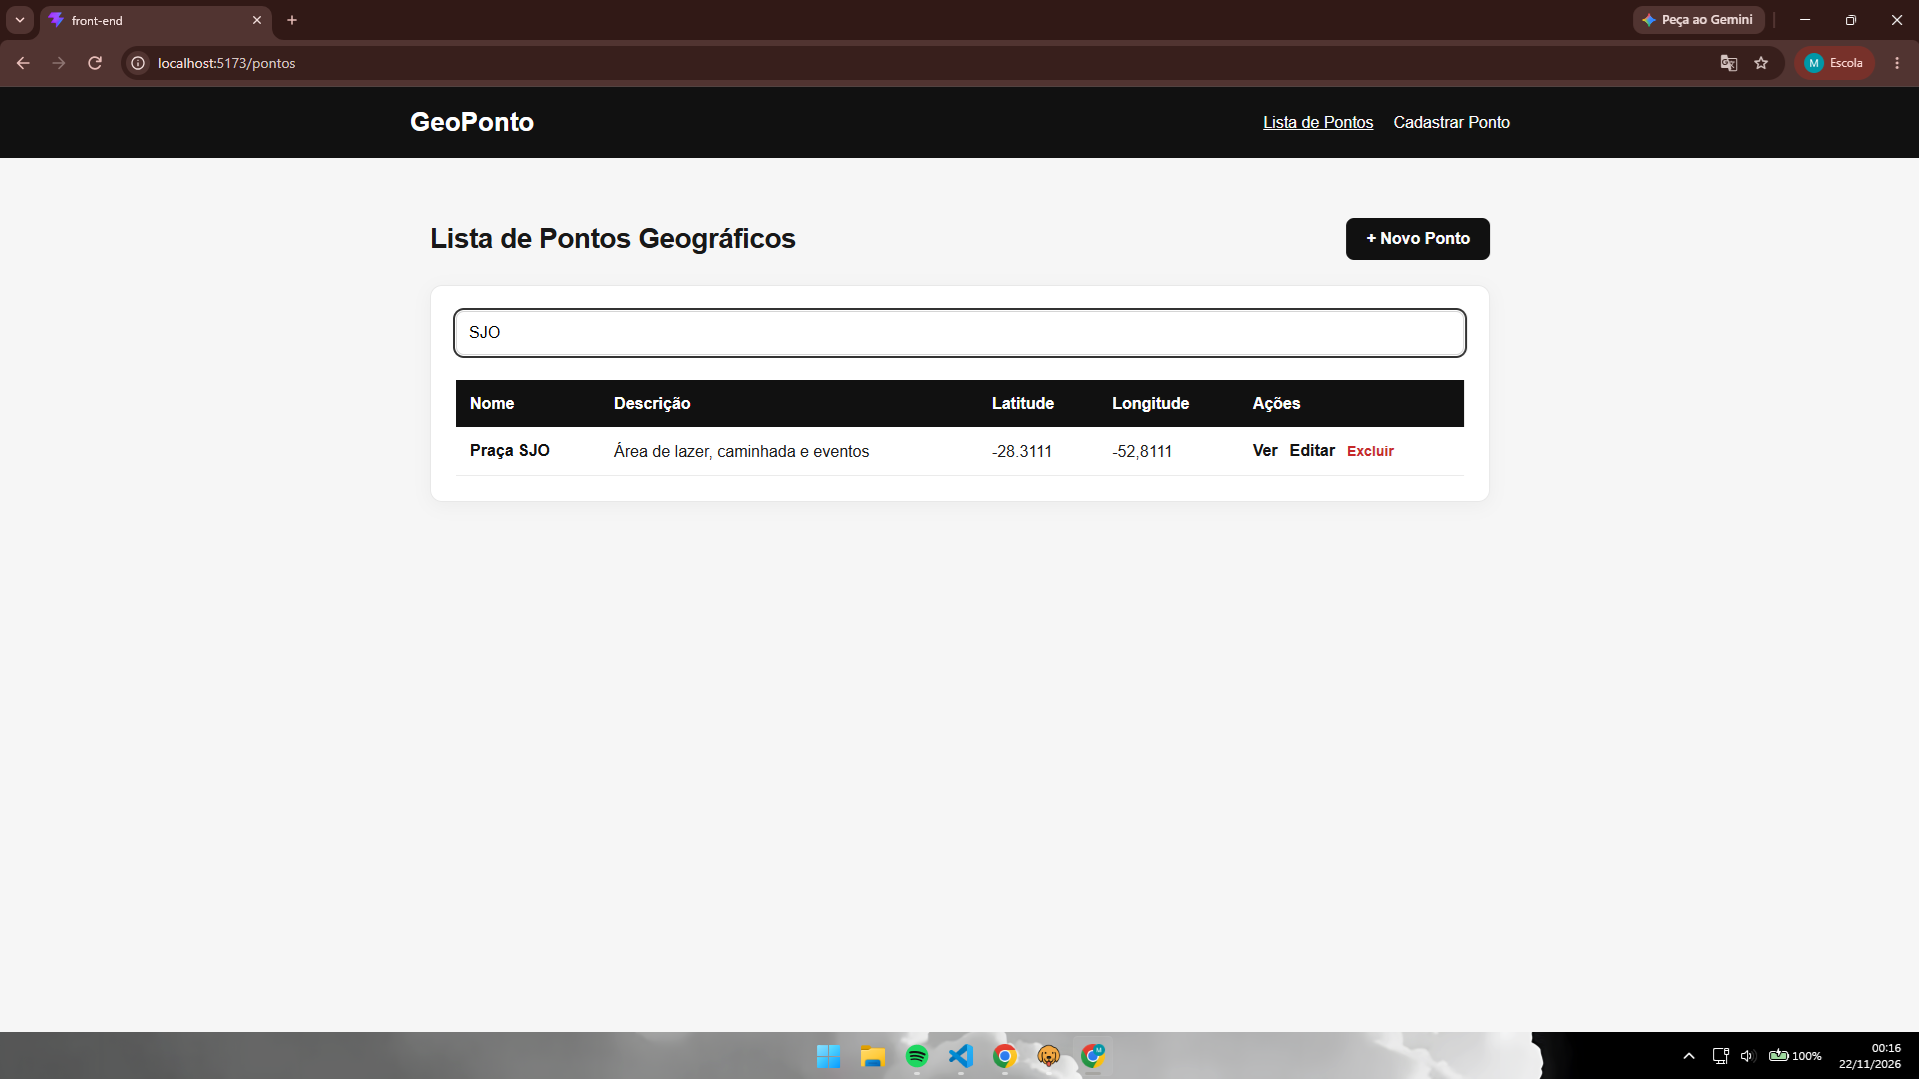 front-end
Peça ao Gemini
localhost:5173/pontos
M
Escola
GeoPonto
Lista de Pontos
Cadastrar Ponto
Lista de Pontos Geográficos
+ Novo Ponto
SJO
Nome Descrição Latitude Longitude Ações
Praça SJO Área de lazer, caminhada e eventos -28.3111 -52,8111 Ver Editar Excluir
M
100%
00:16
22/11/2026